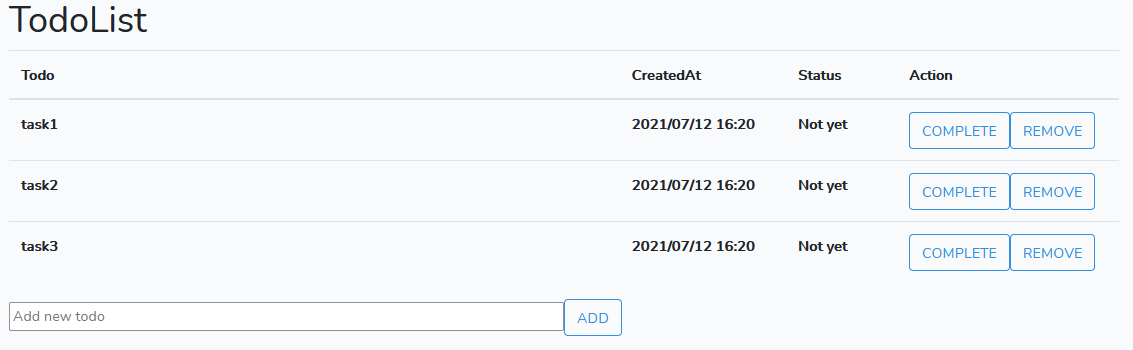 TodoList
Todo CreatedAt Status Action
task1 2021/07/12 16:20 Not yet COMPLETE REMOVE
task2 2021/07/12 16:20 Not yet COMPLETE REMOVE
task3 2021/07/12 16:20 Not yet COMPLETE REMOVE
Add new todo ADD